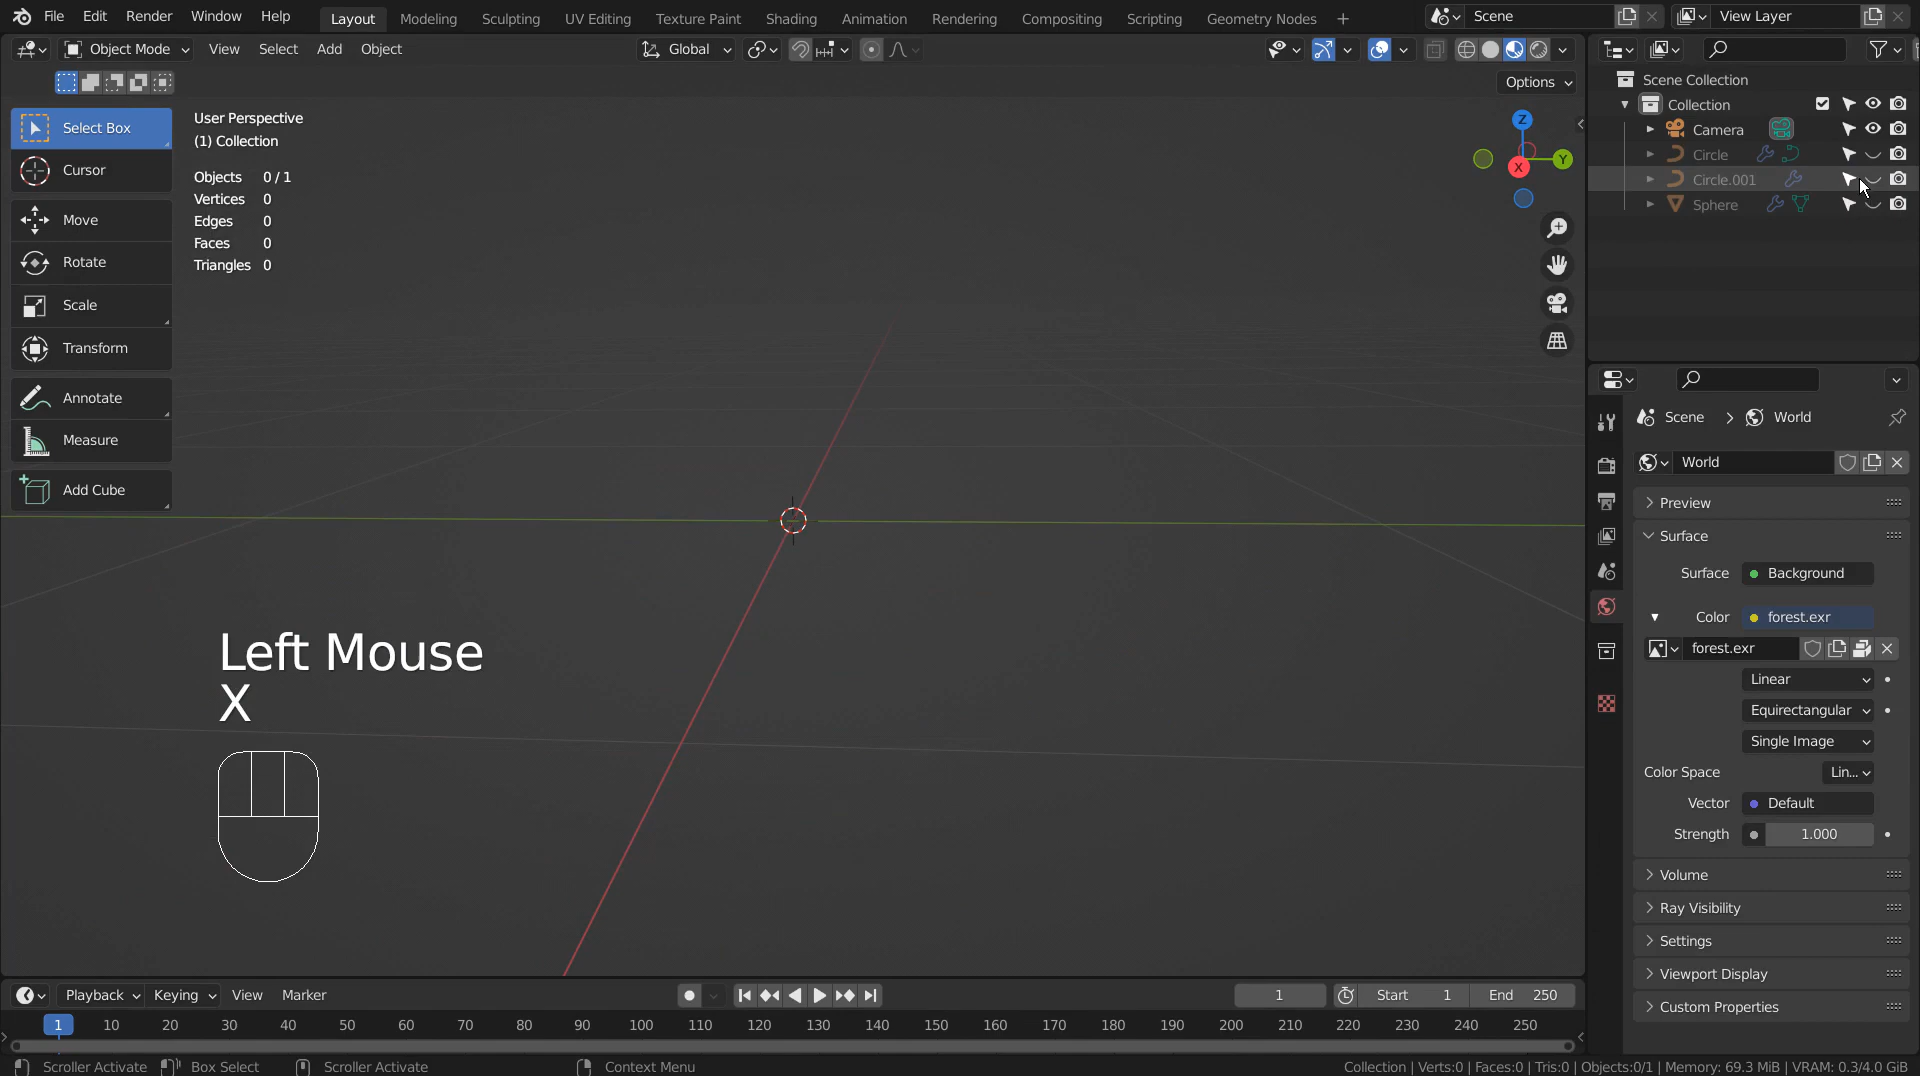 File Edit Render Window Help Layout Modeling Sculpting UV Editing Texture Paint Shading Animation Rendering Compositing Scripting Geometry Nodes Scene View Layer
Object Mode View Select Add Object Global
Options
Scene Collection
Collection
Camera
Circle
Circle.001
Sphere
Select Box
Cursor
Move
Rotate
Scale
Transform
Annotate
Measure
Add Cube
User Perspective
(1) Collection
Objects 0 / 1
Vertices 0
Edges 0
Faces 0
Triangles 0
Z
Y
X
Left Mouse
X
Scene World
World
Preview
Surface
Surface Background
Color forest.exr
forest.exr
Linear
Equirectangular
Single Image
Color Space Lin...
Vector Default
Strength 1.000
Volume
Ray Visibility
Settings
Viewport Display
Custom Properties
Playback Keying View Marker 1 Start 1 End 250
1 10 20 30 40 50 60 70 80 90 100 110 120 130 140 150 160 170 180 190 200 210 220 230 240 250
Scroller Activate Box Select Scroller Activate Context Menu Collection | Verts:0 | Faces:0 | Tris:0 | Objects:0/1 | Memory: 69.3 MiB | VRAM: 0.3/4.0 GiB